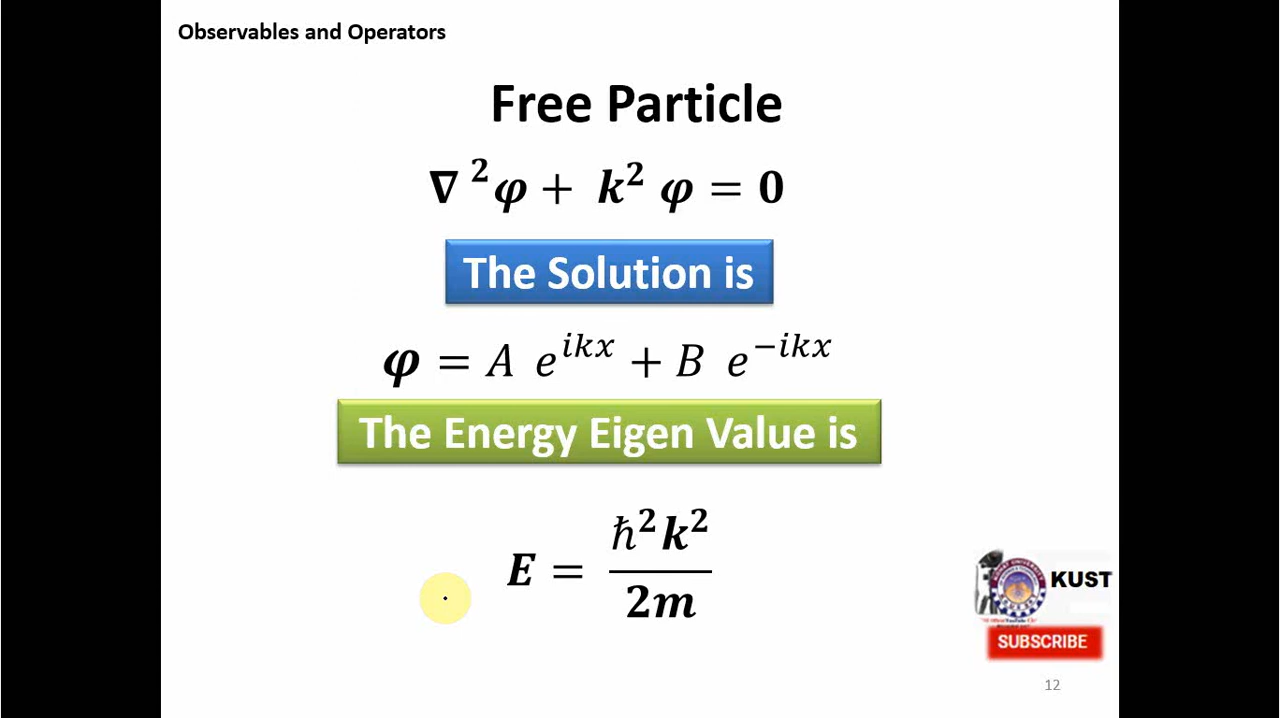 Observables and Operators
Free Particle
∇²φ + k² φ = 0
The Solution is
φ = A e^{ikx} + B e^{−ikx}
The Energy Eigen Value is
E = ℏ²k² / 2m
KUST
SUBSCRIBE
12